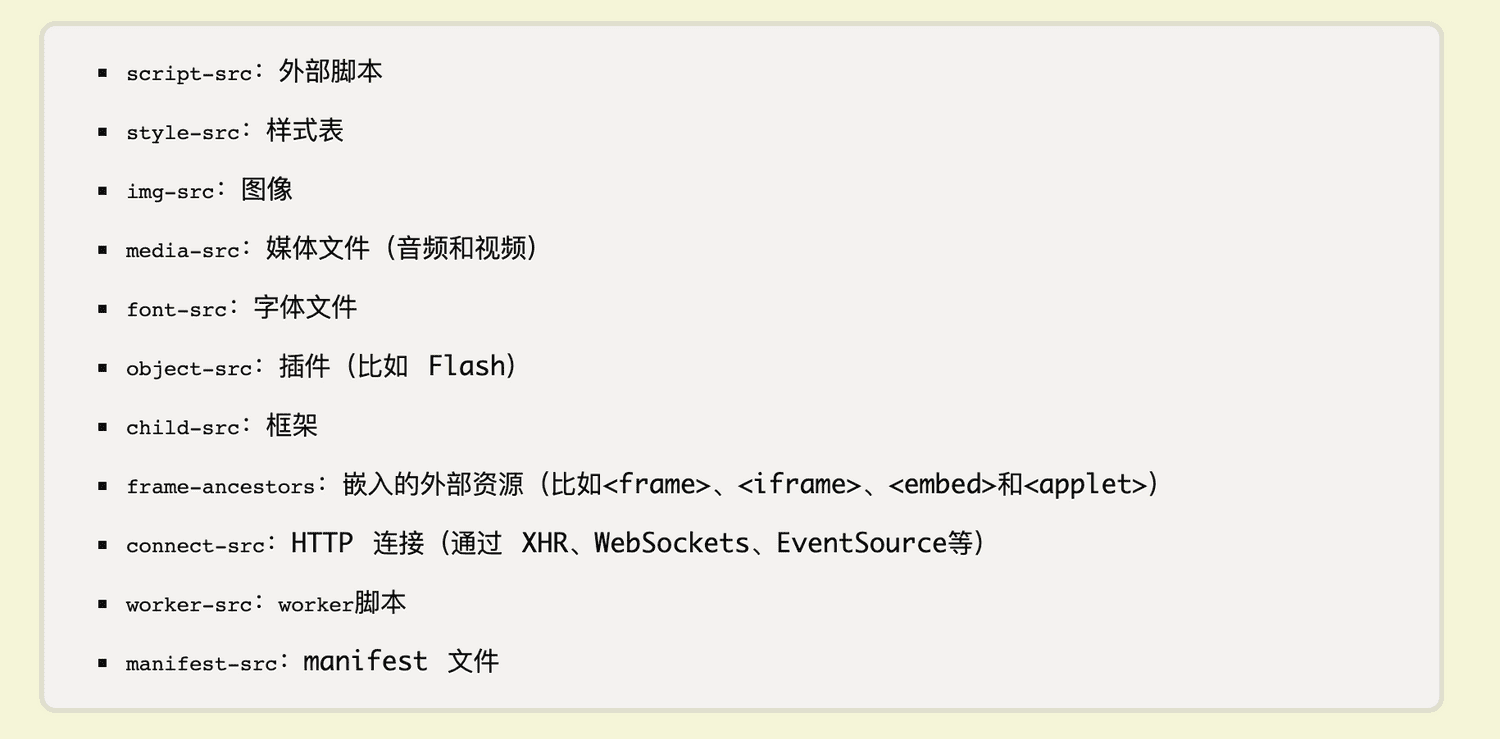 ▪ script-src：外部脚本
▪ style-src：样式表
▪ img-src：图像
▪ media-src：媒体文件（音频和视频）
▪ font-src：字体文件
▪ object-src：插件（比如 Flash）
▪ child-src：框架
▪ frame-ancestors：嵌入的外部资源（比如<frame>、<iframe>、<embed>和<applet>）
▪ connect-src：HTTP 连接（通过 XHR、WebSockets、EventSource等）
▪ worker-src：worker脚本
▪ manifest-src：manifest 文件